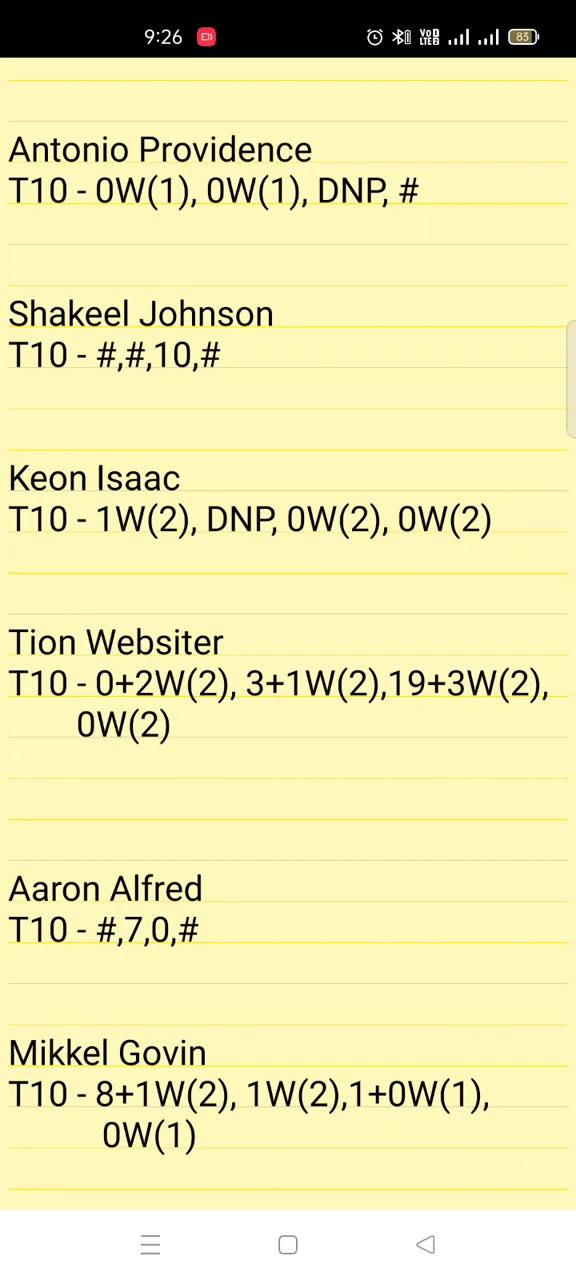 9:26
VoD LTE2 83
Antonio Providence
T10 - 0W(1), 0W(1), DNP, #
Shakeel Johnson
T10 - #,#,10,#
Keon Isaac
T10 - 1W(2), DNP, 0W(2), 0W(2)
Tion Websiter
T10 - 0+2W(2), 3+1W(2),19+3W(2),
0W(2)
Aaron Alfred
T10 - #,7,0,#
Mikkel Govin
T10 - 8+1W(2), 1W(2),1+0W(1),
0W(1)